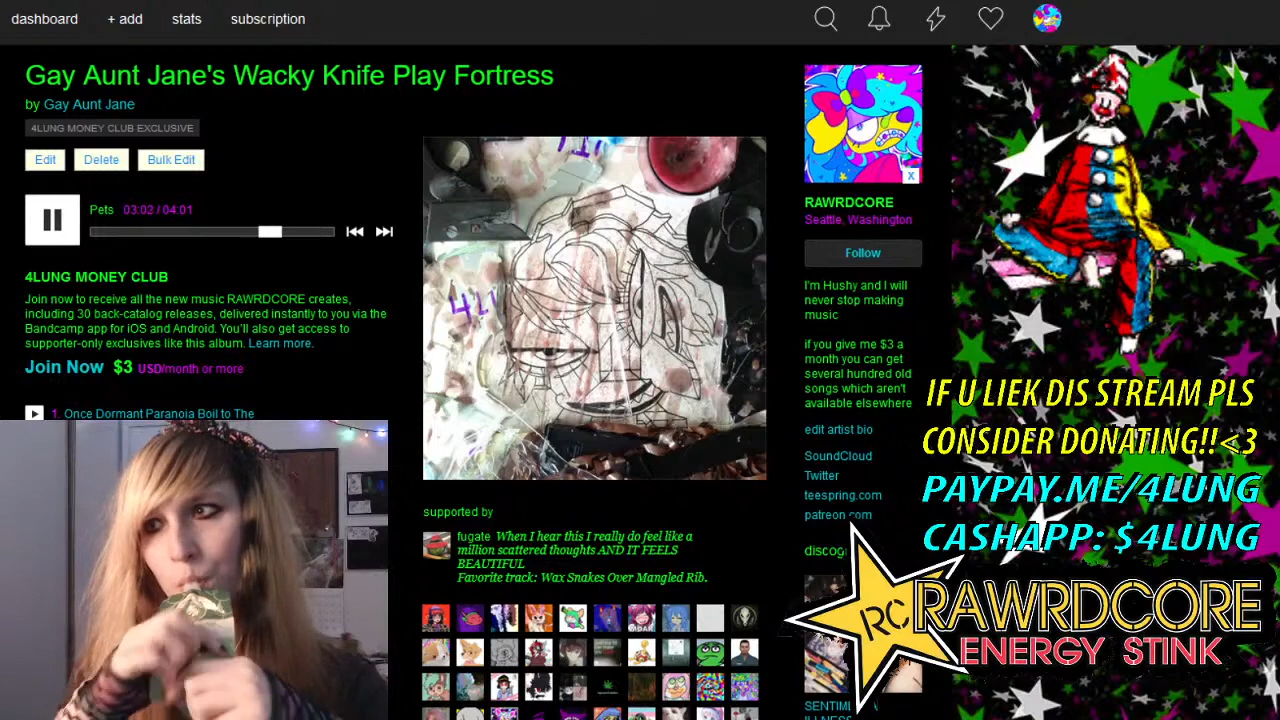 dashboard
+ add
stats
subscription
Gay Aunt Jane's Wacky Knife Play Fortress
by Gay Aunt Jane
4LUNG MONEY CLUB EXCLUSIVE
Edit
Delete
Bulk Edit
Pets 03:02 / 04:01
4LUNG MONEY CLUB
Join now to receive all the new music RAWRDCORE creates,
including 30 back-catalog releases, delivered instantly to you via the
Bandcamp app for iOS and Android. You'll also get access to
supporter-only exclusives like this album. Learn more.
Join Now $3 USD/month or more
1. Once Dormant Paranoia Boil to The
supported by
fugate When I hear this I really do feel like a
million scattered thoughts AND IT FEELS
BEAUTIFUL
Favorite track: Wax Snakes Over Mangled Rib.
X
RAWRDCORE
Seattle, Washington
Follow
I'm Hushy and I will
never stop making
music
if you give me $3 a
month you can get
several hundred old
songs which aren't
available elsewhere
edit artist bio
SoundCloud
Twitter
teespring.com
patreon.com
IF U LIEK DIS STREAM PLS
CONSIDER DONATING!!<3
PAYPAY.ME/4LUNG
CASHAPP: $4LUNG
RC
RAWRDCORE
ENERGY STINK